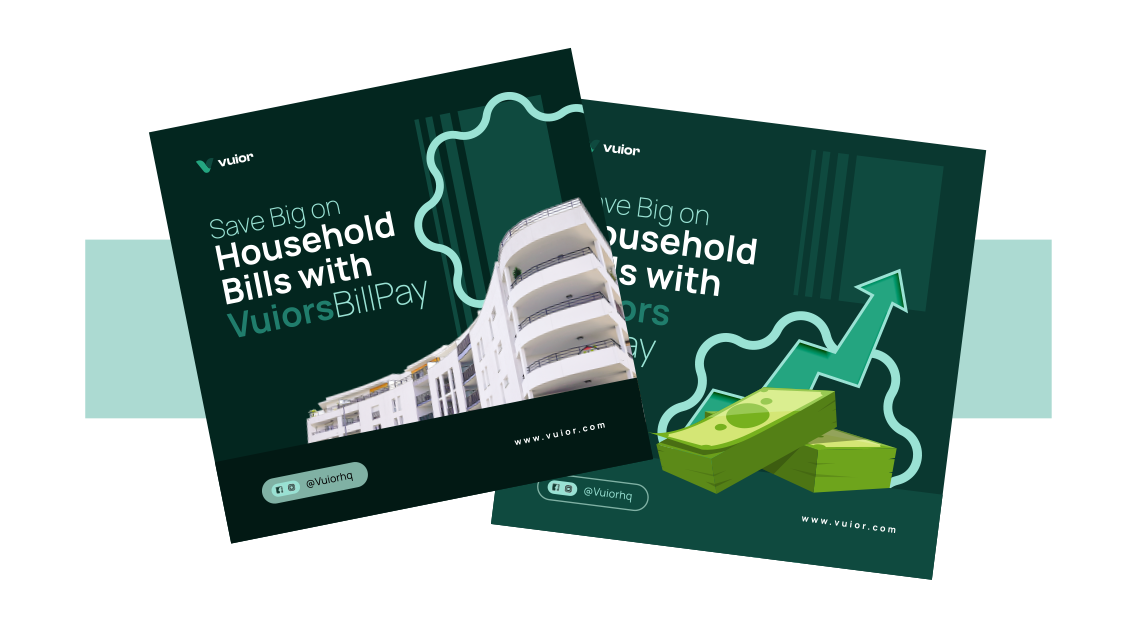 vuior
Save Big on
Household
Bills with
VuiorsBillPay
www.vuior.com
@Vuiorhq
vuior
ve Big on
ousehold
ls with
ors
ay
@Vuiorhq
www.vuior.com